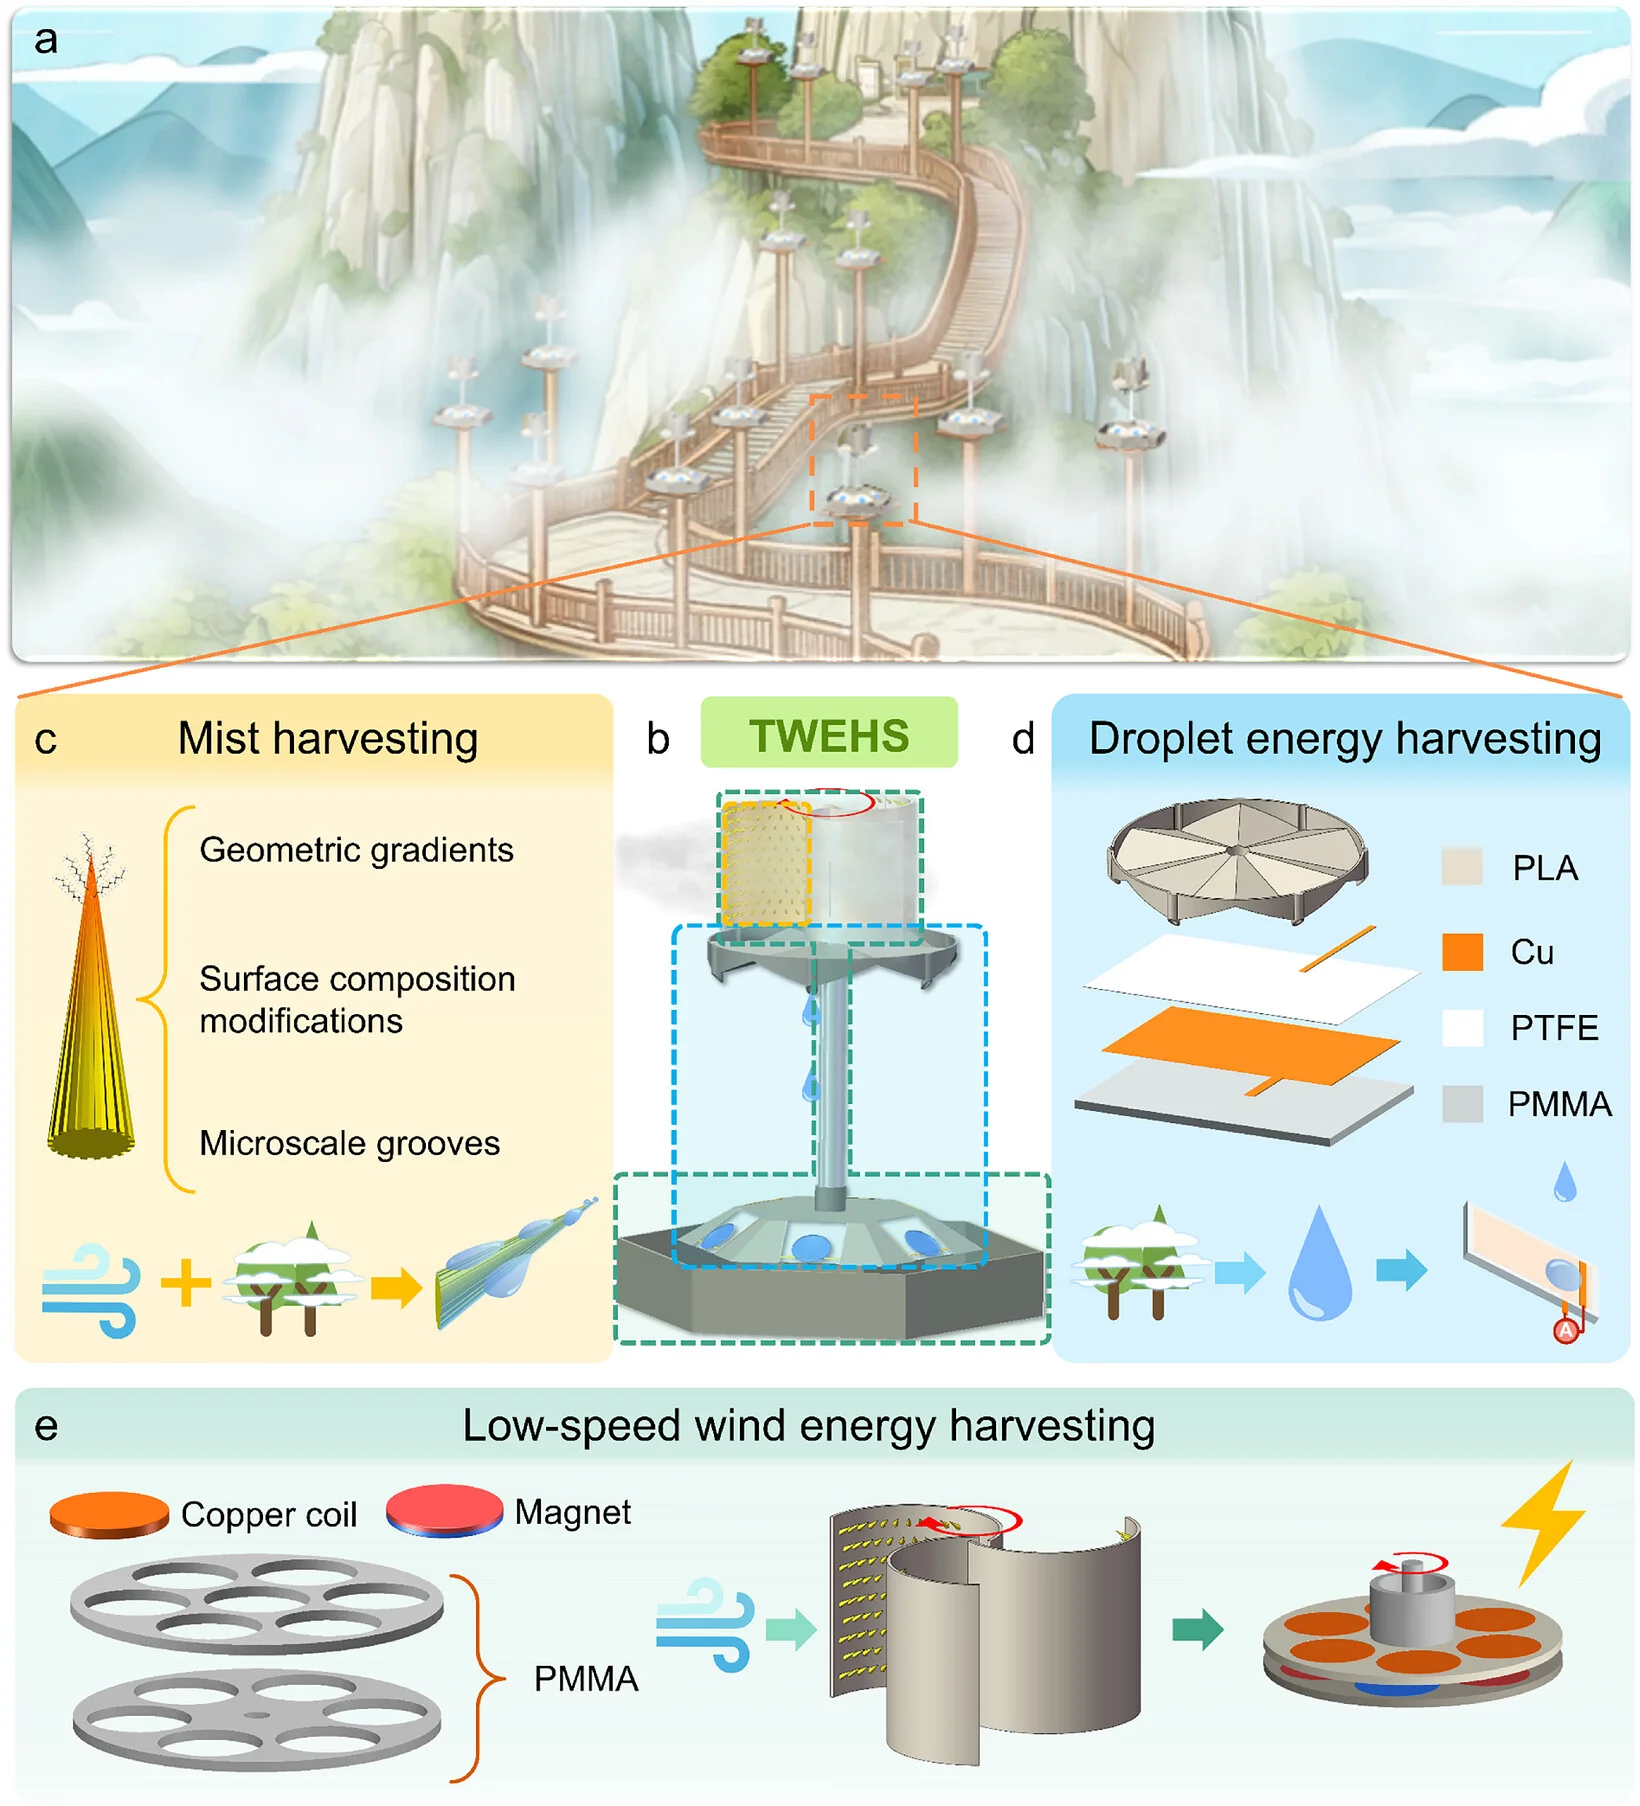 a
c
Mist harvesting
Geometric gradients
Surface composition
modifications
Microscale grooves
b
TWEHS
d
Droplet energy harvesting
PLA
Cu
PTFE
PMMA
A
e
Low-speed wind energy harvesting
Copper coil
Magnet
PMMA